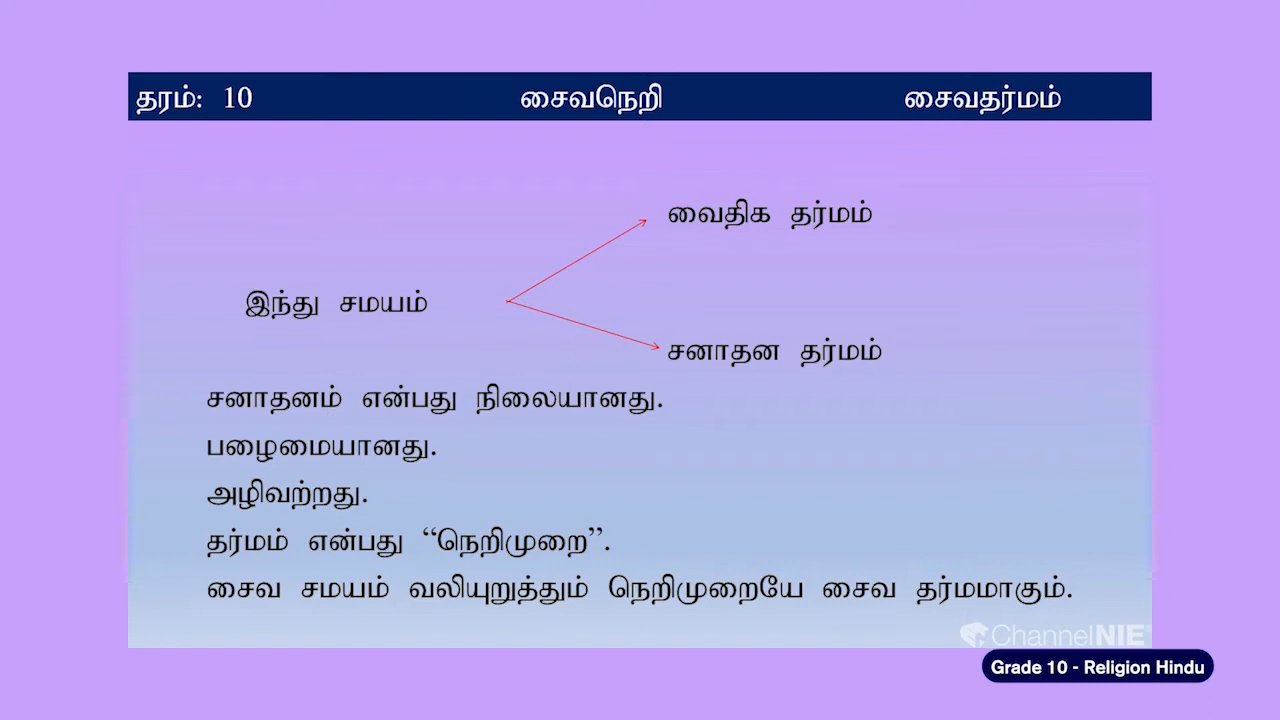 தரம்: 10 சைவநெறி சைவதர்மம்
வைதிக தர்மம்
இந்து சமயம்
சனாதன தர்மம்
சனாதனம் என்பது நிலையானது.
பழைமையானது.
அழிவற்றது.
தர்மம் என்பது “நெறிமுறை”.
சைவ சமயம் வலியுறுத்தும் நெறிமுறையே சைவ தர்மமாகும்.
ChannelNIE
Grade 10 - Religion Hindu